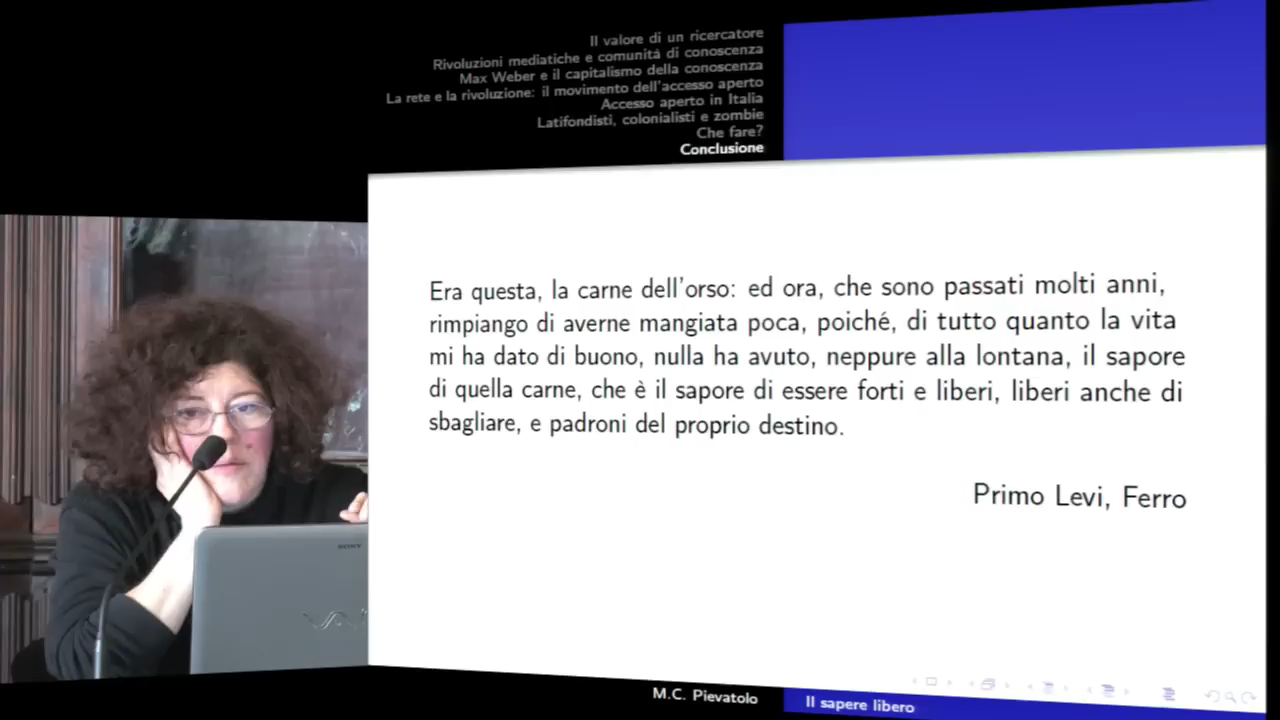 Il valore di un ricercatore
Rivoluzioni mediatiche e comunità di conoscenza
Max Weber e il capitalismo della conoscenza
La rete e la rivoluzione: il movimento dell'accesso aperto
Accesso aperto in Italia
Latifondisti, colonialisti e zombie
Che fare?
Conclusione
Era questa, la carne dell'orso: ed ora, che sono passati molti anni,
rimpiango di averne mangiata poca, poiché, di tutto quanto la vita
mi ha dato di buono, nulla ha avuto, neppure alla lontana, il sapore
di quella carne, che è il sapore di essere forti e liberi, liberi anche di
sbagliare, e padroni del proprio destino.
Primo Levi, Ferro
SONY
VAIO
M.C. Pievatolo
Il sapere libero